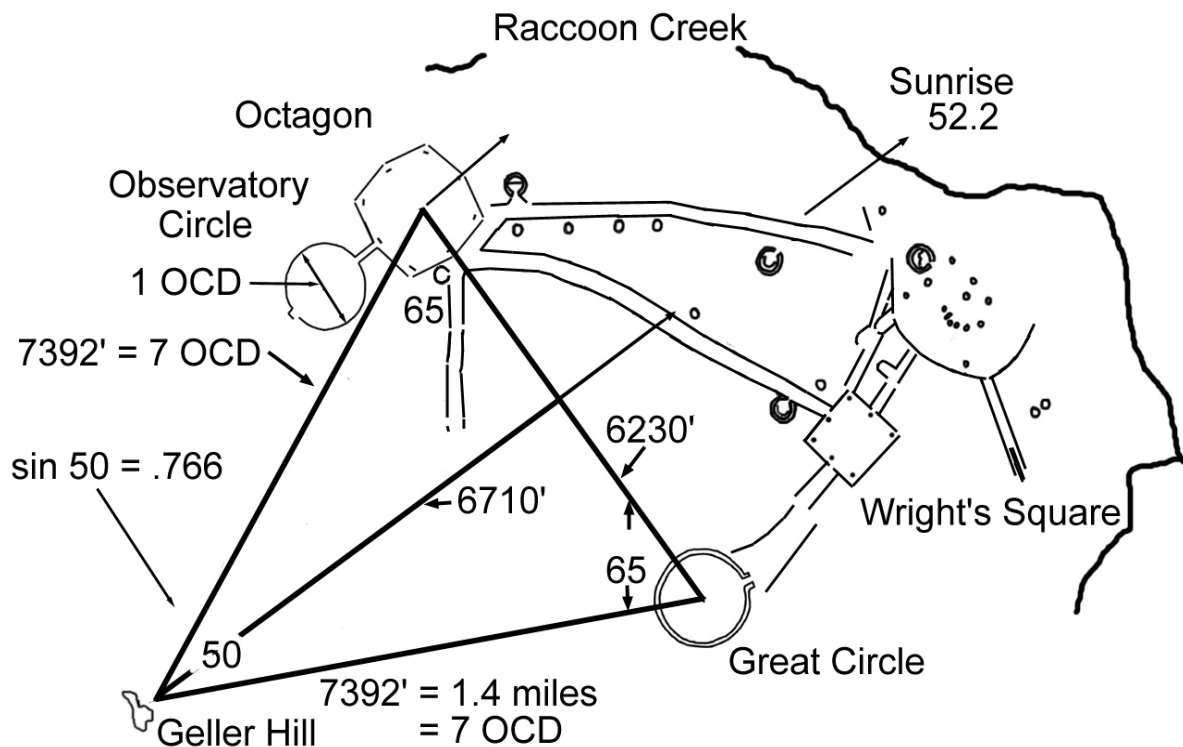 Raccoon Creek
Sunrise
52.2
Octagon
Observatory
Circle
1 OCD
65
7392' = 7 OCD
6230'
sin 50 = .766
6710'
Wright's Square
65
50
Great Circle
7392' = 1.4 miles
= 7 OCD
Geller Hill